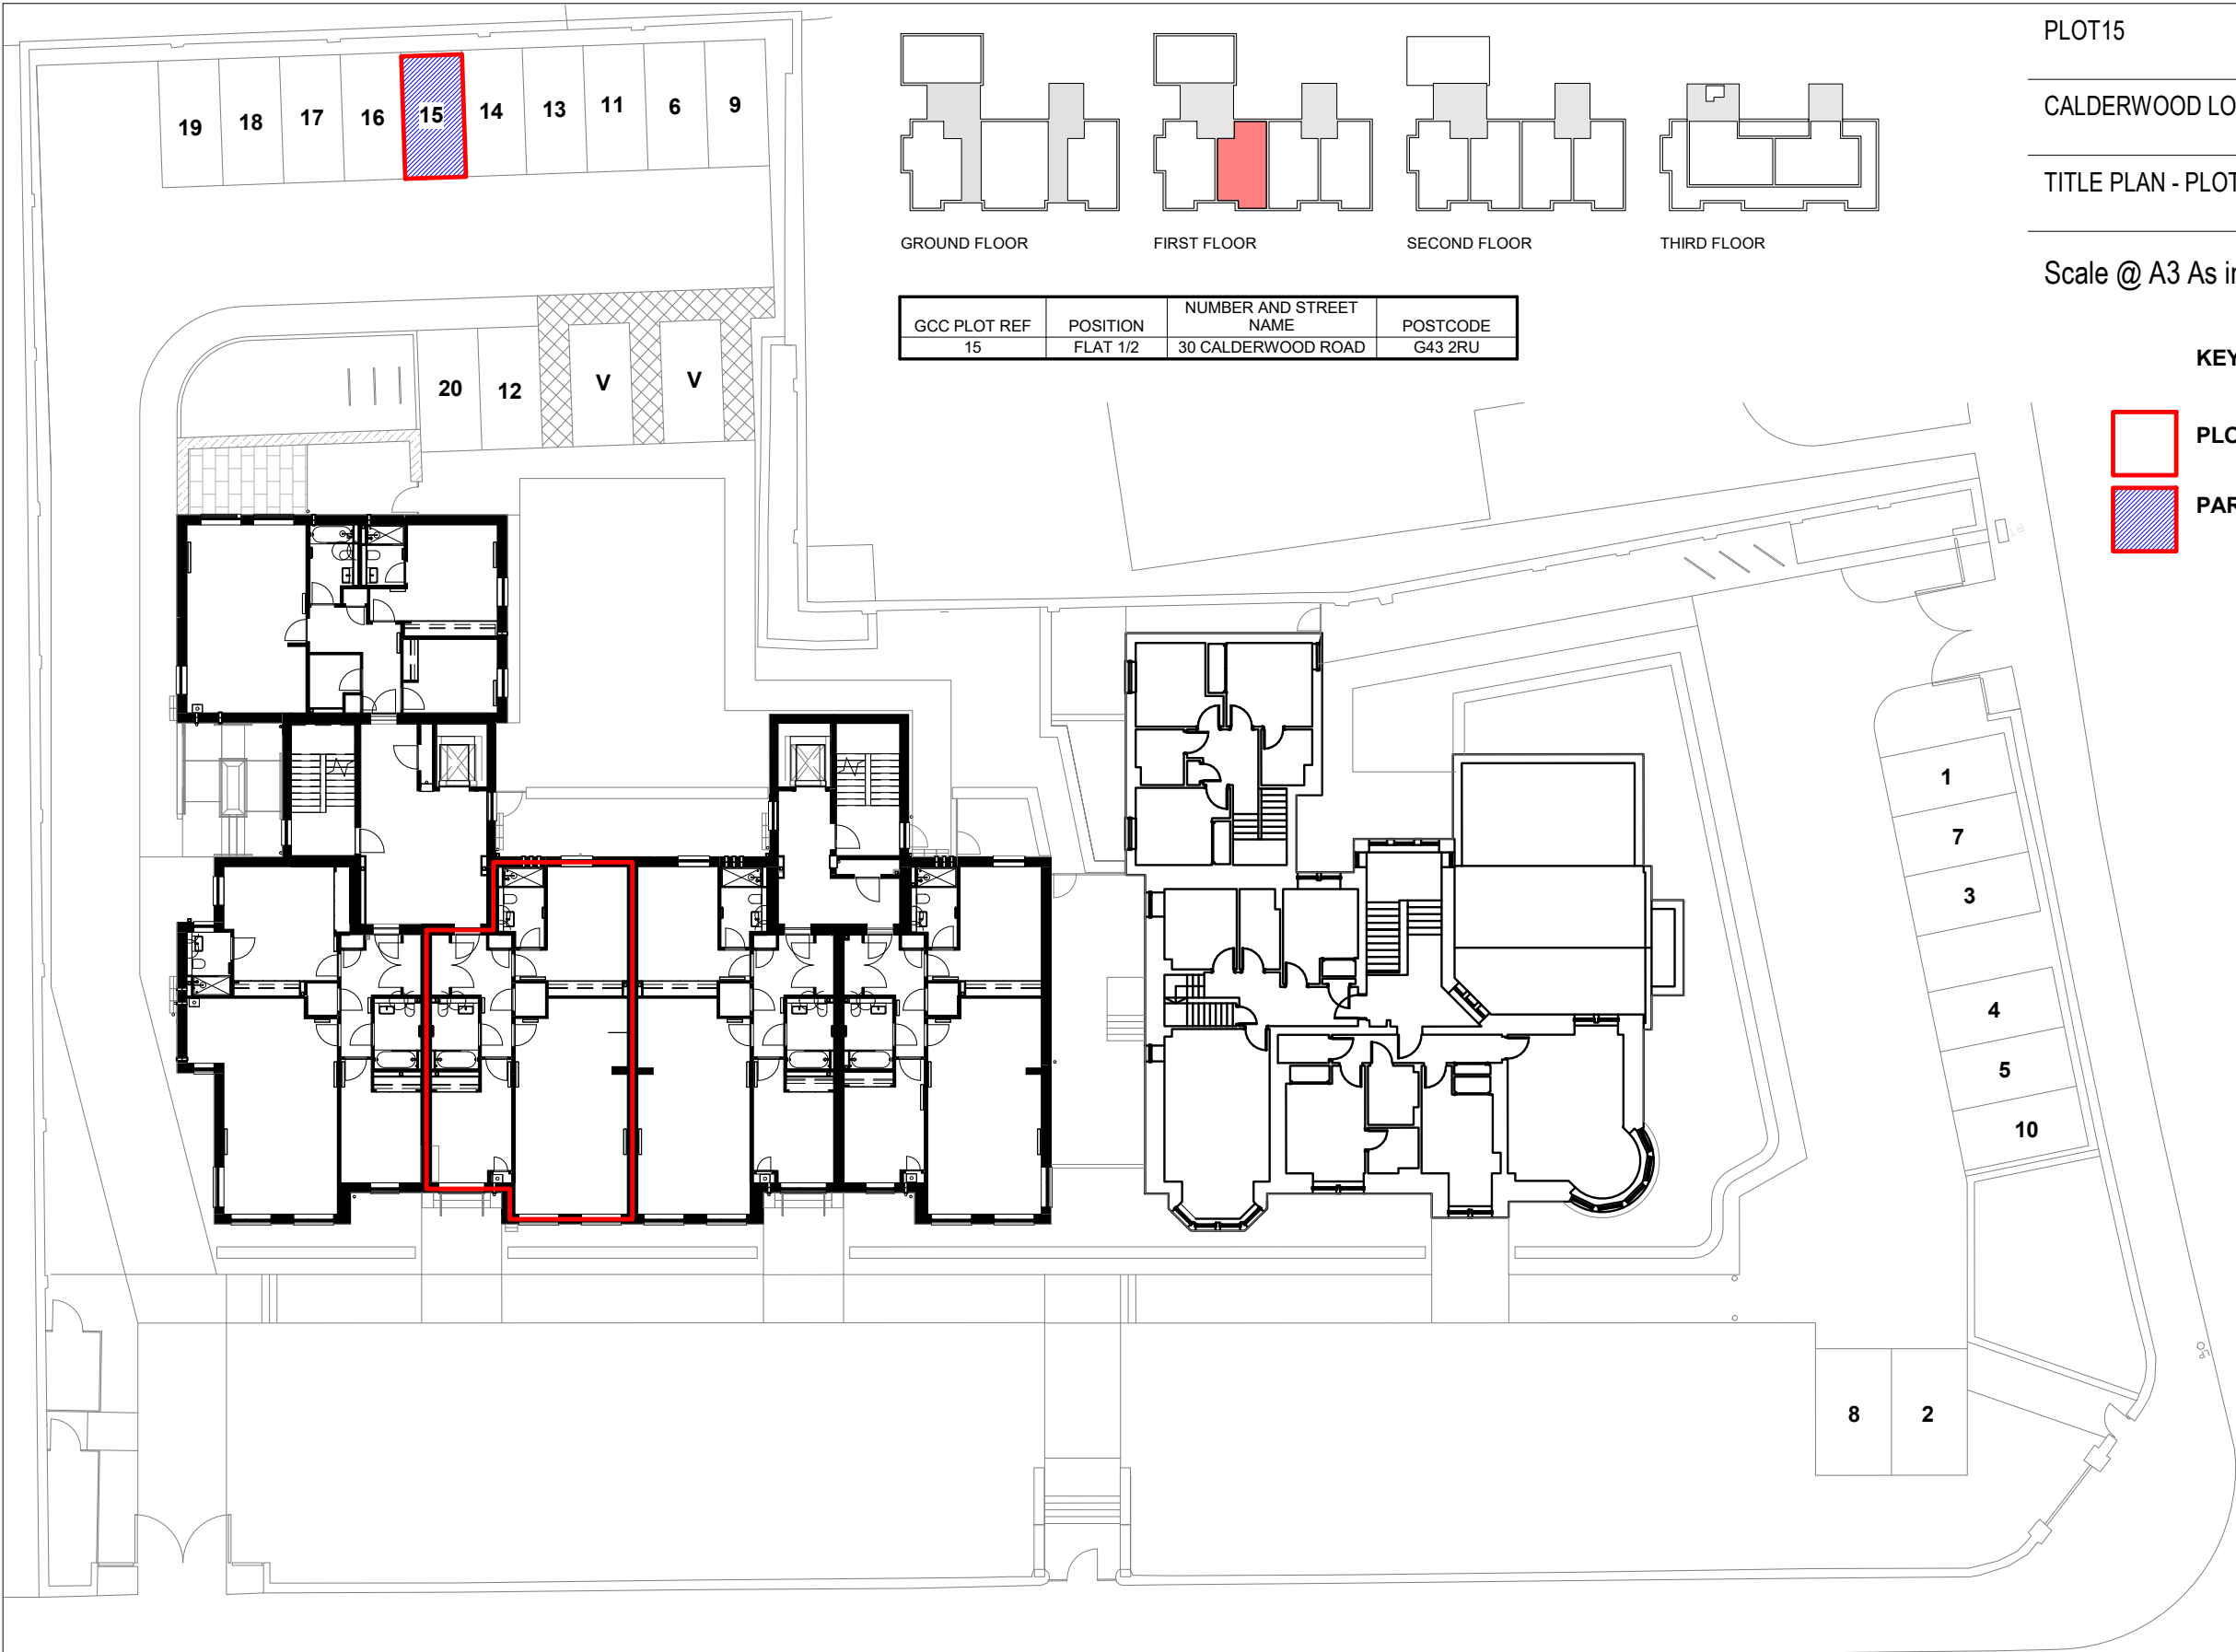 PLOT15
CALDERWOOD LO
TITLE PLAN - PLOT
Scale @ A3 As in
KEY
PLO
PAR
GROUND FLOOR
FIRST FLOOR
SECOND FLOOR
THIRD FLOOR
GCC PLOT REF POSITION NUMBER AND STREET NAME POSTCODE
15 FLAT 1/2 30 CALDERWOOD ROAD G43 2RU
19 18 17 16 15 14 13 11 6 9
20 12 V V
1
7
3
4
5
10
8 2